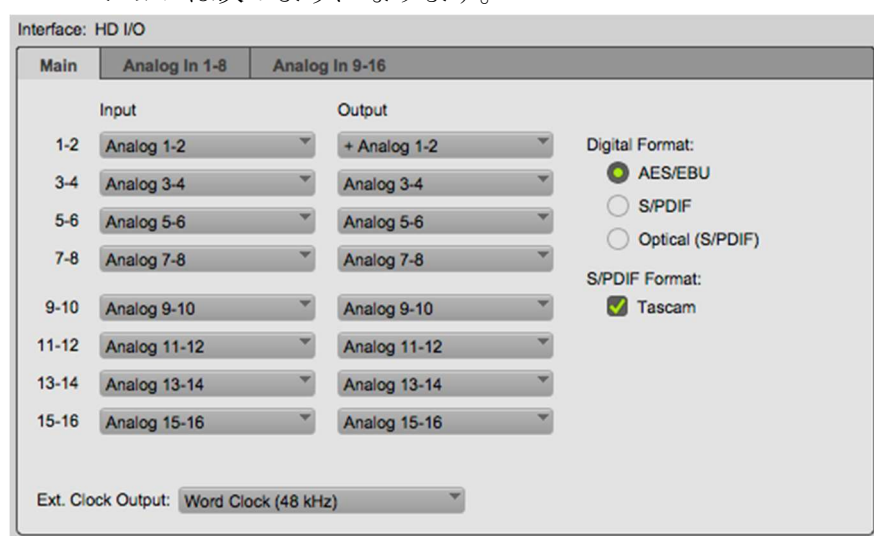 Interface: HD I/O
Main Analog In 1-8 Analog In 9-16
Input Output
1-2 Analog 1-2 + Analog 1-2 Digital Format:
3-4 Analog 3-4 Analog 3-4 AES/EBU
5-6 Analog 5-6 Analog 5-6 S/PDIF
7-8 Analog 7-8 Analog 7-8 Optical (S/PDIF)
S/PDIF Format:
9-10 Analog 9-10 Analog 9-10 Tascam
11-12 Analog 11-12 Analog 11-12
13-14 Analog 13-14 Analog 13-14
15-16 Analog 15-16 Analog 15-16
Ext. Clock Output: Word Clock (48 kHz)